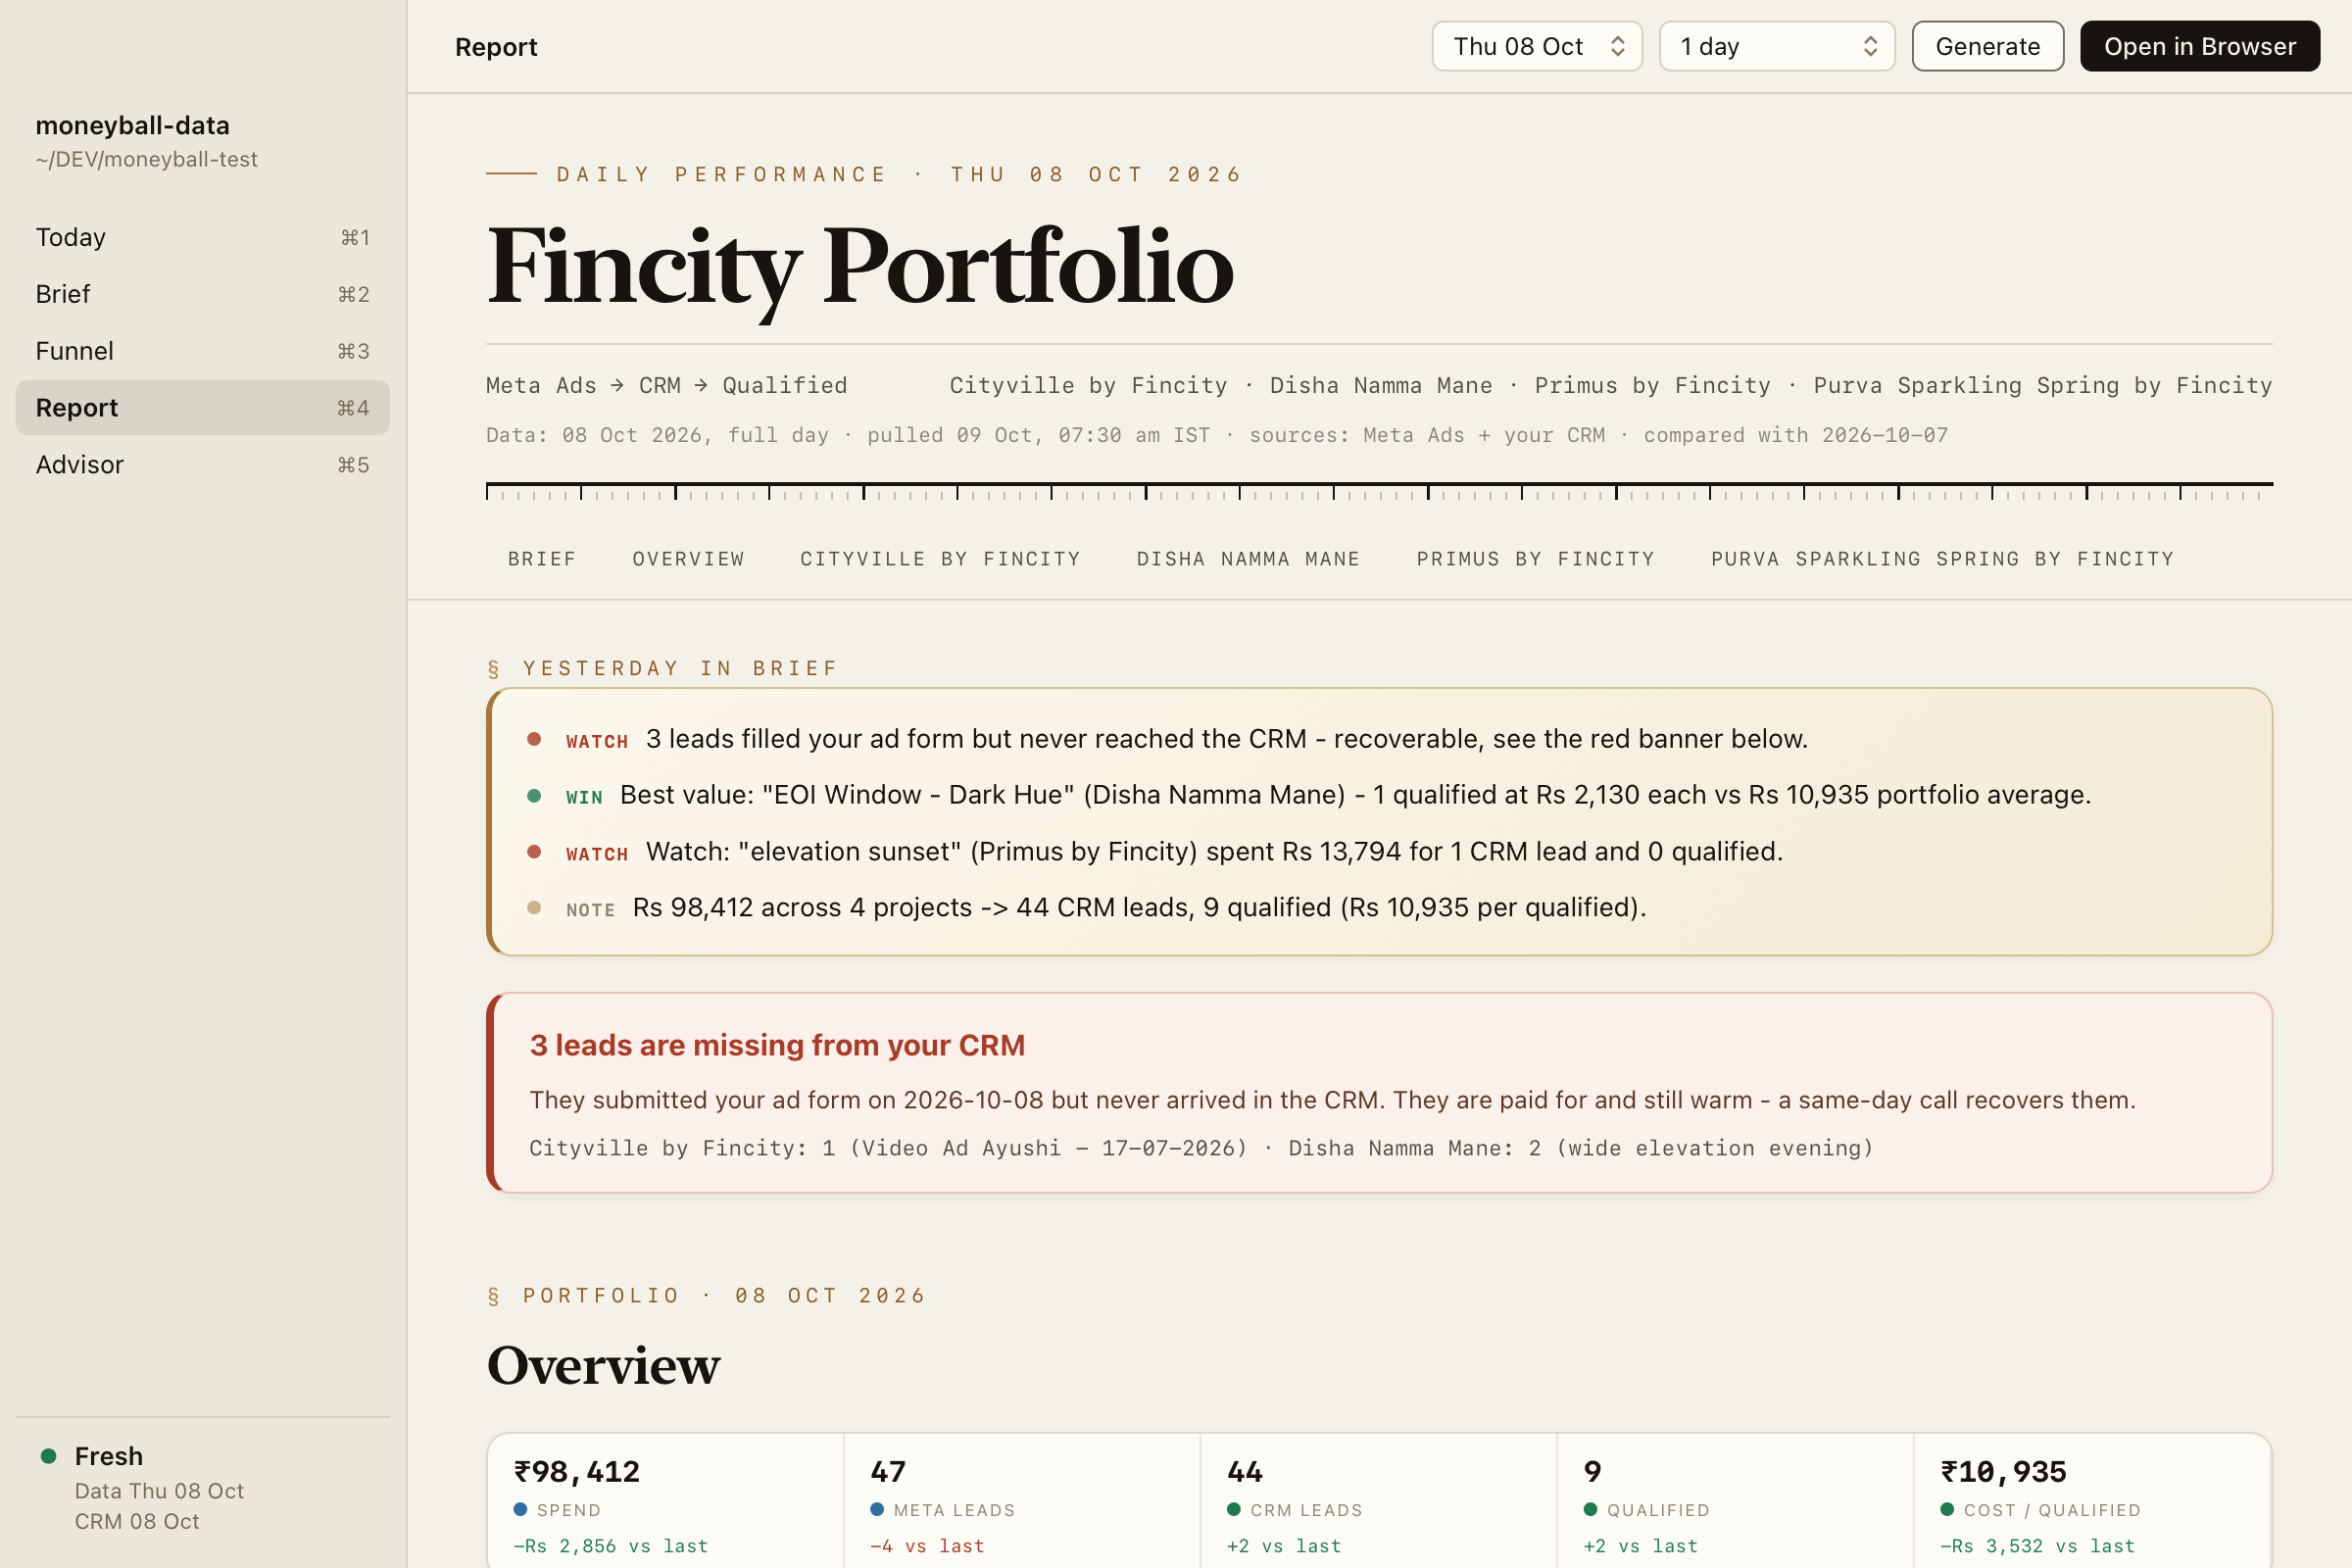 Report
Thu 08 Oct
1 day
Generate
Open in Browser
moneyball-data
~/DEV/moneyball-test
Today ⌘1
Brief ⌘2
Funnel ⌘3
Report ⌘4
Advisor ⌘5
Fresh
Data Thu 08 Oct
CRM 08 Oct
DAILY PERFORMANCE · THU 08 OCT 2026
Fincity Portfolio
Meta Ads → CRM → Qualified
Cityville by Fincity · Disha Namma Mane · Primus by Fincity · Purva Sparkling Spring by Fincity
Data: 08 Oct 2026, full day · pulled 09 Oct, 07:30 am IST · sources: Meta Ads + your CRM · compared with 2026-10-07
BRIEF OVERVIEW CITYVILLE BY FINCITY DISHA NAMMA MANE PRIMUS BY FINCITY PURVA SPARKLING SPRING BY FINCITY
§ YESTERDAY IN BRIEF
WATCH 3 leads filled your ad form but never reached the CRM - recoverable, see the red banner below.
WIN Best value: "EOI Window - Dark Hue" (Disha Namma Mane) - 1 qualified at Rs 2,130 each vs Rs 10,935 portfolio average.
WATCH Watch: "elevation sunset" (Primus by Fincity) spent Rs 13,794 for 1 CRM lead and 0 qualified.
NOTE Rs 98,412 across 4 projects -> 44 CRM leads, 9 qualified (Rs 10,935 per qualified).
3 leads are missing from your CRM
They submitted your ad form on 2026-10-08 but never arrived in the CRM. They are paid for and still warm - a same-day call recovers them.
Cityville by Fincity: 1 (Video Ad Ayushi - 17-07-2026) · Disha Namma Mane: 2 (wide elevation evening)
§ PORTFOLIO · 08 OCT 2026
Overview
₹98,412 47 44 9 ₹10,935
SPEND META LEADS CRM LEADS QUALIFIED COST / QUALIFIED
-Rs 2,856 vs last -4 vs last +2 vs last +2 vs last -Rs 3,532 vs last